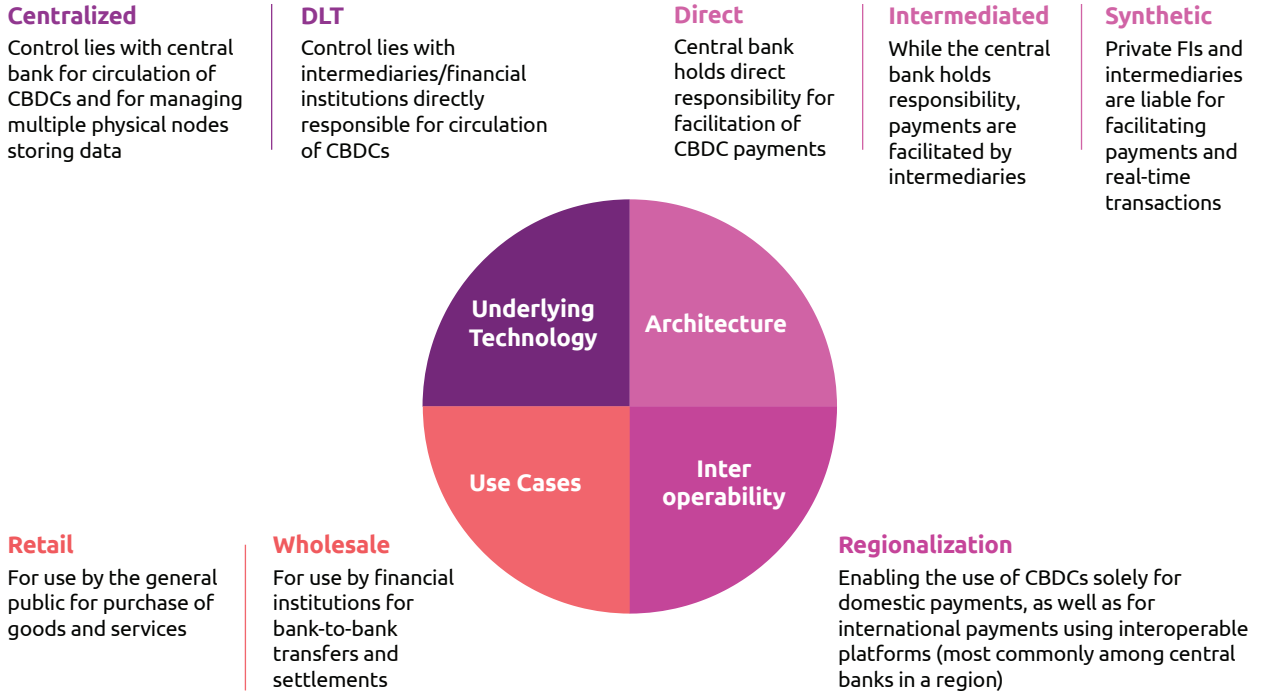 Centralized
Control lies with central
bank for circulation of
CBDCs and for managing
multiple physical nodes
storing data
DLT
Control lies with
intermediaries/financial
institutions directly
responsible for circulation
of CBDCs
Direct
Central bank
holds direct
responsibility for
facilitation of
CBDC payments
Intermediated
While the central
bank holds
responsibility,
payments are
facilitated by
intermediaries
Synthetic
Private FIs and
intermediaries
are liable for
facilitating
payments and
real-time
transactions
Underlying
Technology
Architecture
Use Cases
Inter
operability
Retail
For use by the general
public for purchase of
goods and services
Wholesale
For use by financial
institutions for
bank-to-bank
transfers and
settlements
Regionalization
Enabling the use of CBDCs solely for
domestic payments, as well as for
international payments using interoperable
platforms (most commonly among central
banks in a region)